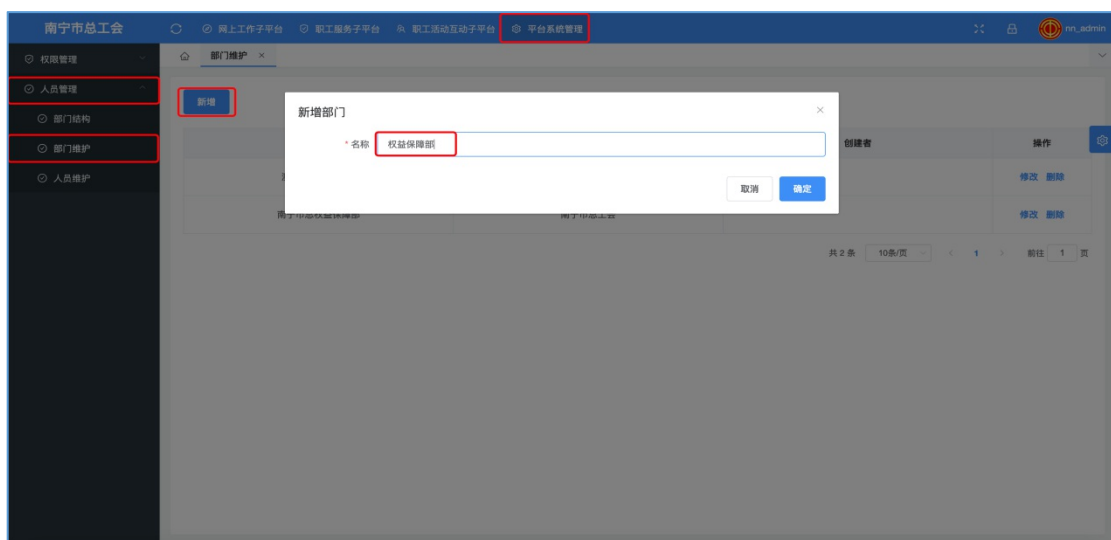 南宁市总工会
网上工作子平台 职工服务子平台 职工活动互动子平台 平台系统管理 nn_admin
权限管理
部门维护 ×
人员管理
部门结构
部门维护
人员维护
新增
新增部门 ×
* 名称 权益保障部
取消 确定
创建者 操作
修改 删除
南宁市总权益保障部 南宁市总工会 修改 删除
共 2 条 10条/页 < 1 > 前往 1 页